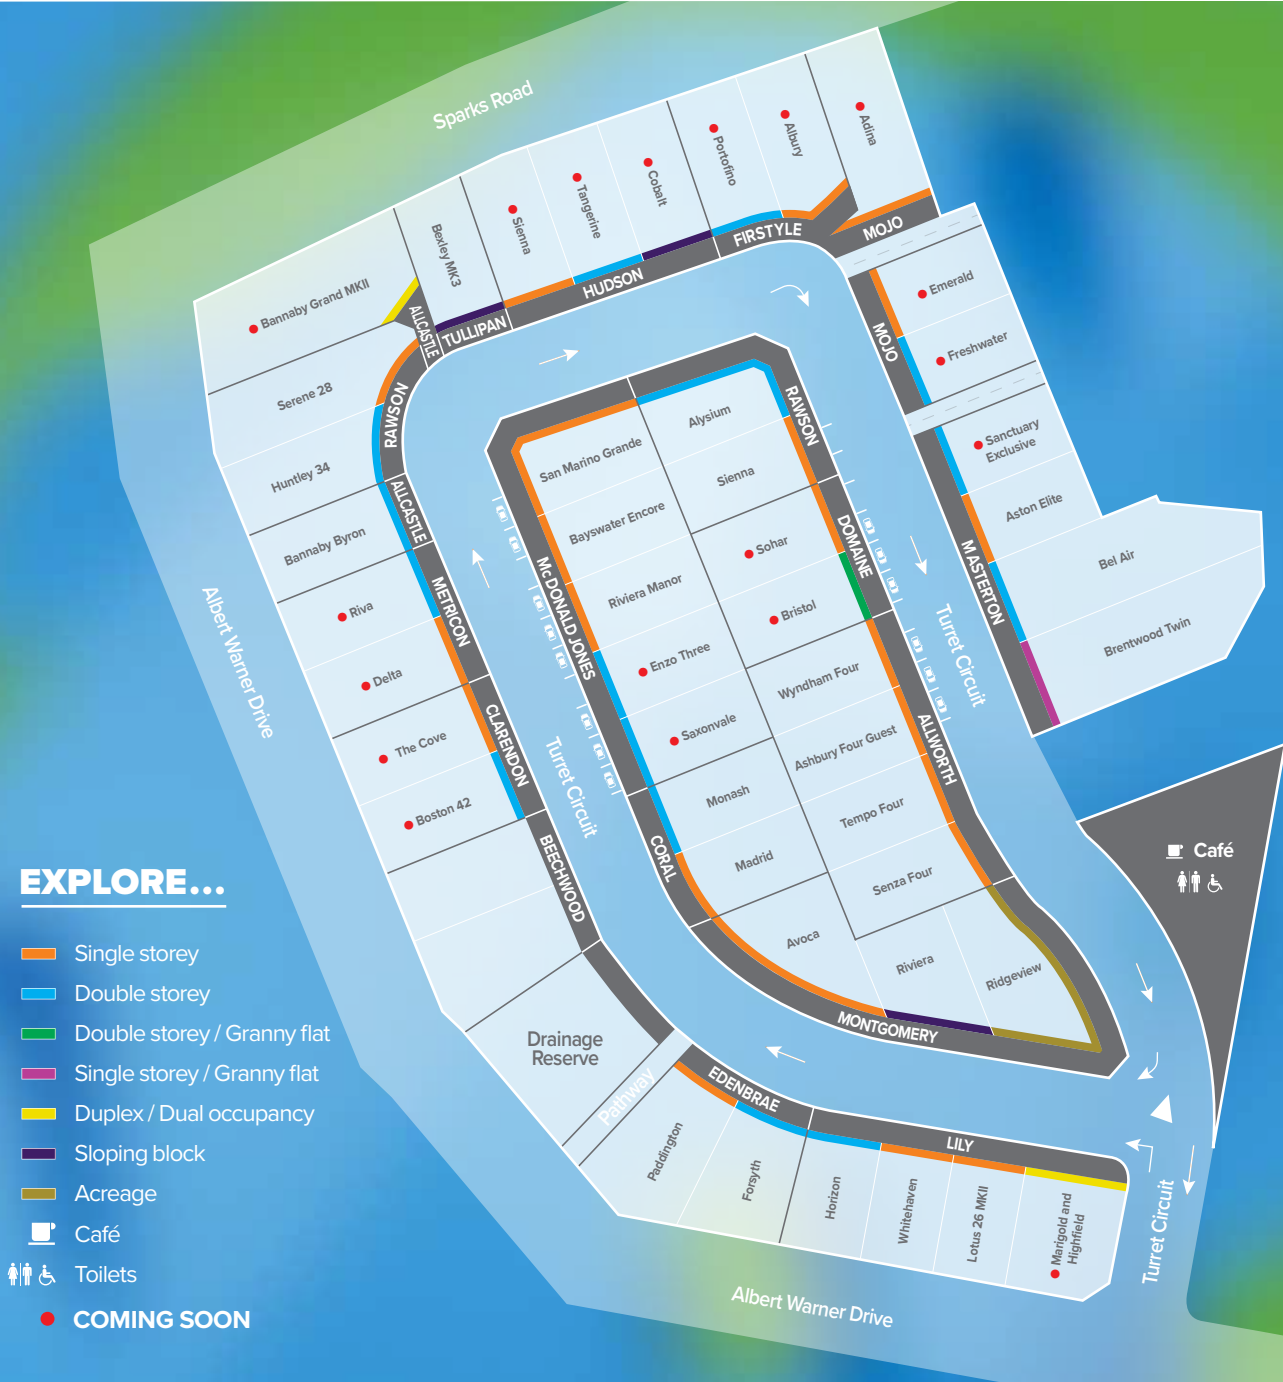 Sparks Road
Adina
Albury
Portofino
Cobalt
Tangerine
Sienna
Bexley MK3
Bannaby Grand MKII
MOJO
FIRSTYLE
HUDSON
TULLIPAN
ALLCASTLE
Serene 28
RAWSON
Huntley 34
ALLCASTLE
Bannaby Byron
METRICON
Riva
Delta
CLARENDON
The Cove
Boston 42
BEECHWOOD
Albert Warner Drive
Turret Circuit
MOJO
Emerald
Freshwater
Sanctuary
Exclusive
Aston Elite
MASTERTON
Bel Air
Brentwood Twin
Turret Circuit
RAWSON
San Marino Grande
Alysium
Bayswater Encore
Sienna
McDONALD JONES
Riviera Manor
Sohar
DOMAINE
Enzo Three
Bristol
Saxonvale
Wyndham Four
Monash
Ashbury Four Guest
ALLWORTH
CORAL
Madrid
Tempo Four
Senza Four
Avoca
Riviera
Ridgeview
MONTGOMERY
Café
Drainage
Reserve
Pathway
EDENBRAE
LILY
Paddington
Forsyth
Horizon
Whitehaven
Lotus 26 MKII
Marigold and
Highfield
Turret Circuit
Albert Warner Drive
EXPLORE...
Single storey
Double storey
Double storey / Granny flat
Single storey / Granny flat
Duplex / Dual occupancy
Sloping block
Acreage
Café
Toilets
COMING SOON